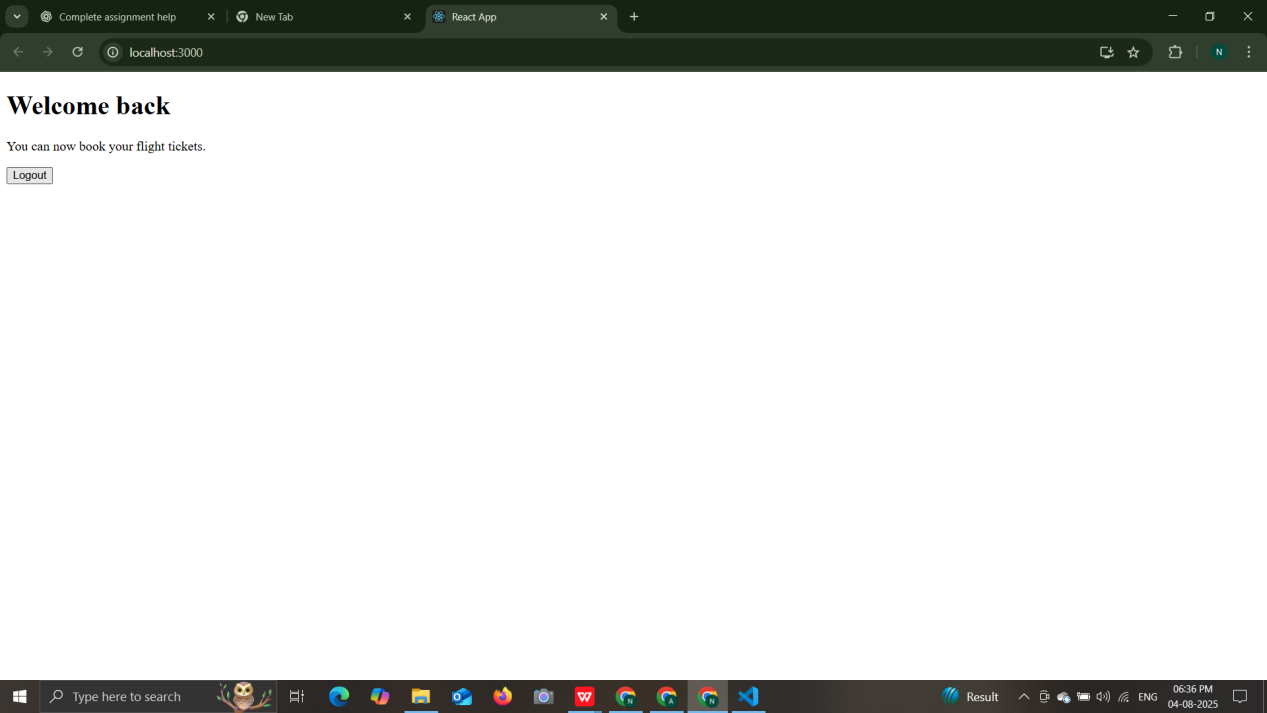 Complete assignment help
New Tab
React App
localhost:3000
N
Welcome back
You can now book your flight tickets.
Logout
Type here to search
N
A
N
Result
ENG
06:36 PM
04-08-2025